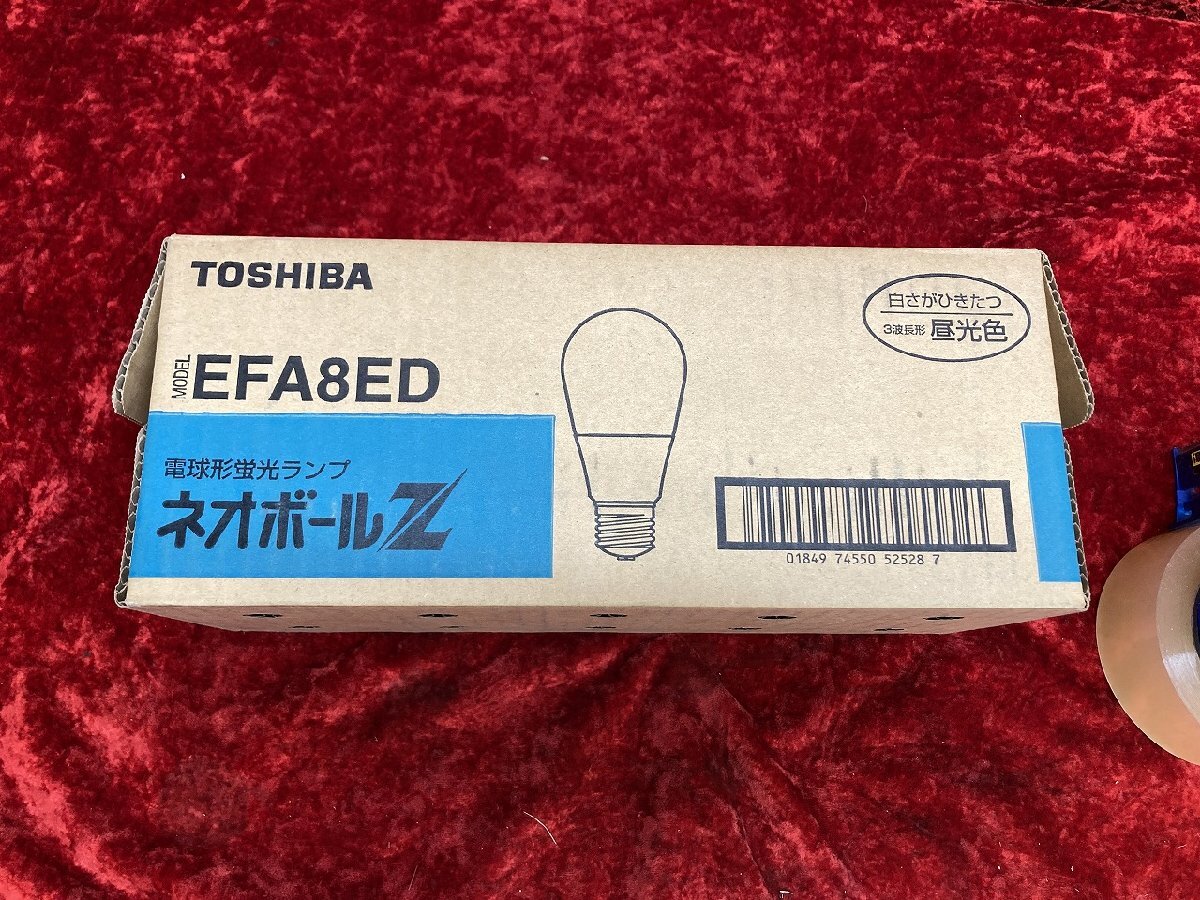 TOSHIBA
MODEL EFA8ED
電球形蛍光ランプ
ネオボールZ
白さがひきたつ
3波長形 昼光色
01849 74550 52528 7